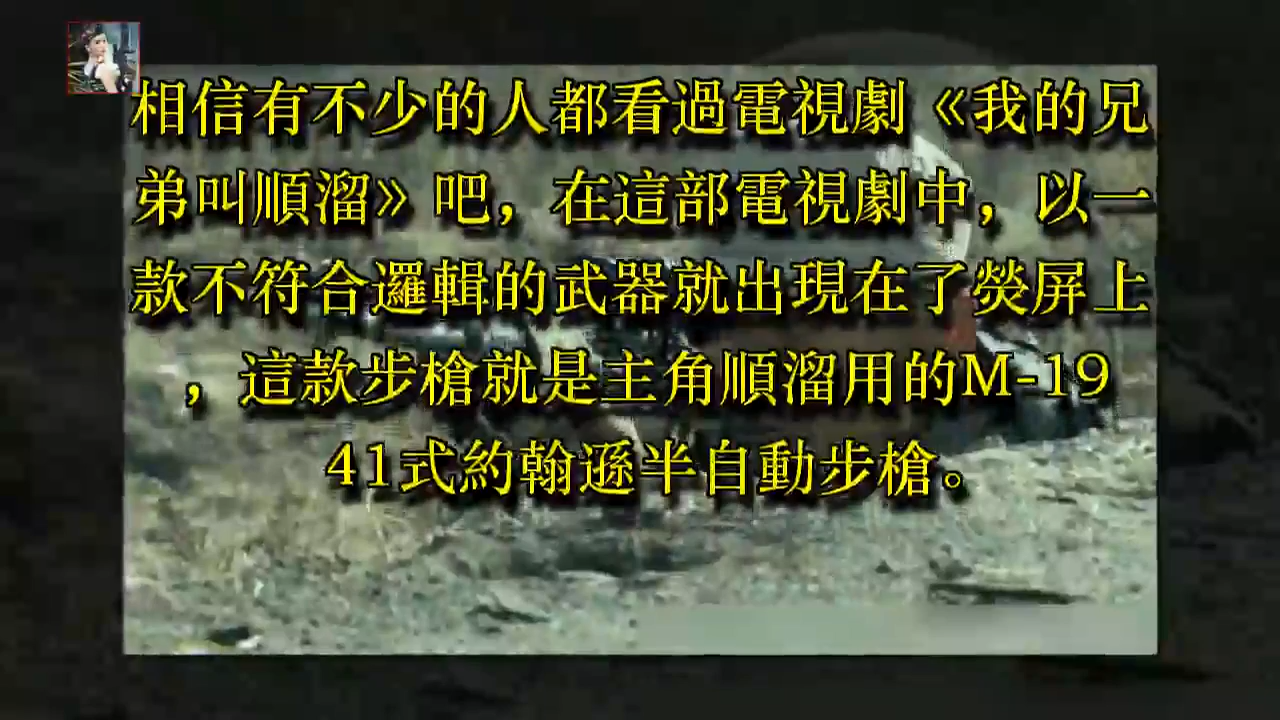 相信有不少的人都看過電視劇《我的兄
弟叫順溜》吧，在這部電視劇中，以一
款不符合邏輯的武器就出現在了熒屏上
，這款步槍就是主角順溜用的M-19
41式約翰遜半自動步槍。